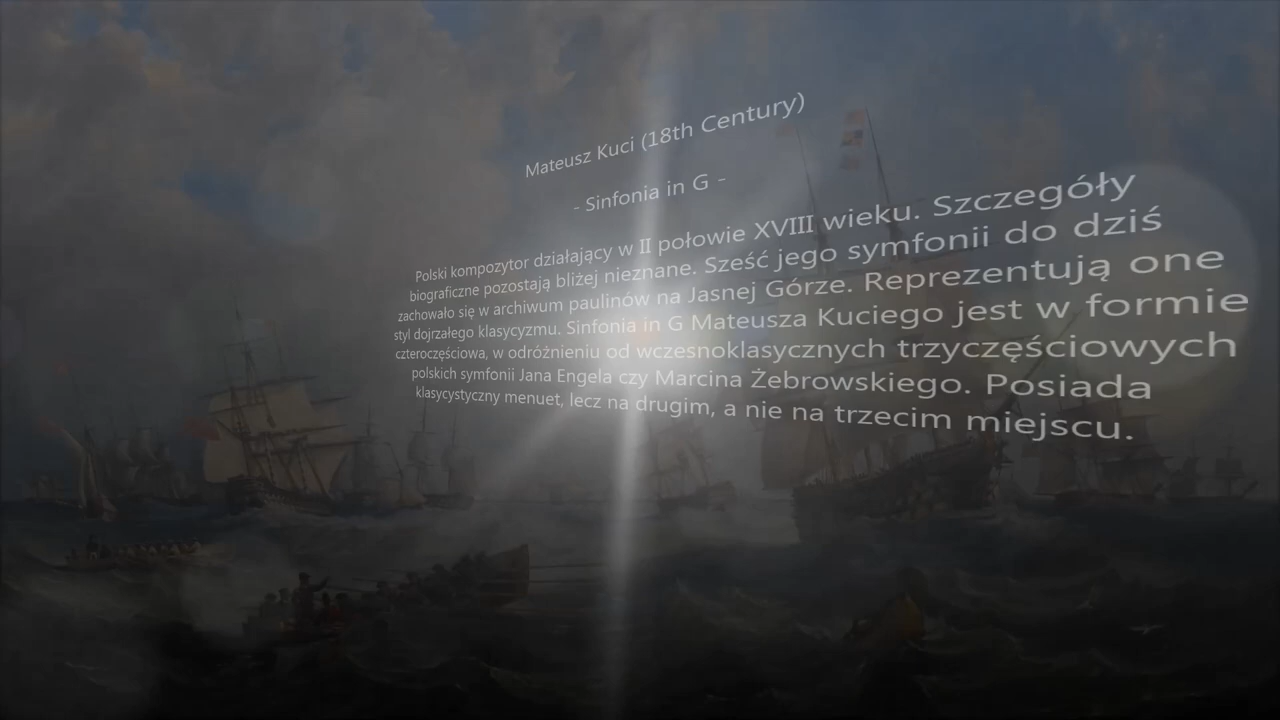 Mateusz Kuci (18th Century)
- Sinfonia in G -
Polski kompozytor działający w II połowie XVIII wieku. Szczegóły
biograficzne pozostają bliżej nieznane. Sześć jego symfonii do dziś
zachowało się w archiwum paulinów na Jasnej Górze. Reprezentują one
styl dojrzałego klasycyzmu. Sinfonia in G Mateusza Kuciego jest w formie
czteroczęściowa, w odróżnieniu od wczesnoklasycznych trzyczęściowych
polskich symfonii Jana Engela czy Marcina Żebrowskiego. Posiada
klasycystyczny menuet, lecz na drugim, a nie na trzecim miejscu.